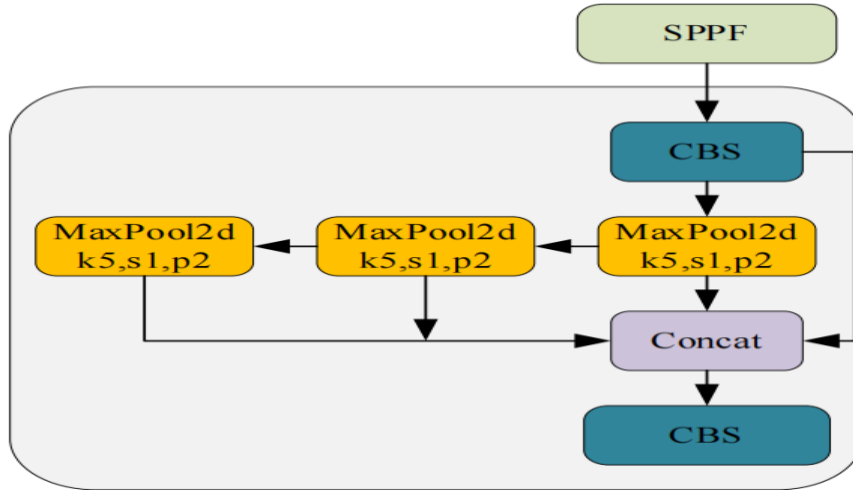 SPPF
CBS
MaxPool2d
k5,s1,p2
MaxPool2d
k5,s1,p2
MaxPool2d
k5,s1,p2
Concat
CBS